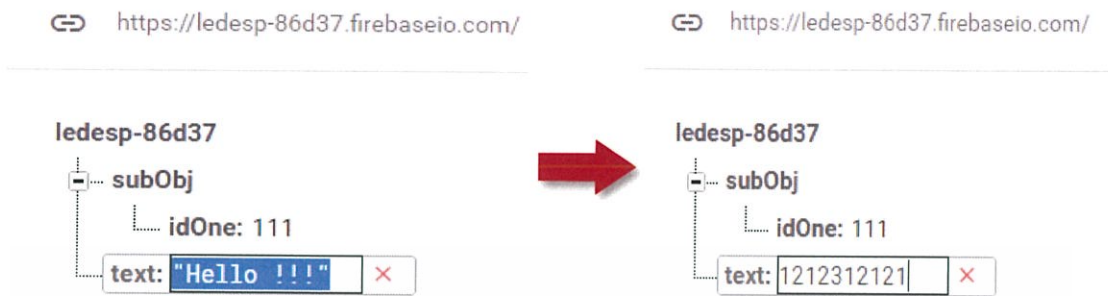 https://ledesp-86d37.firebaseio.com/
ledesp-86d37
subObj
idOne: 111
text: "Hello !!!"
https://ledesp-86d37.firebaseio.com/
ledesp-86d37
subObj
idOne: 111
text: 1212312121